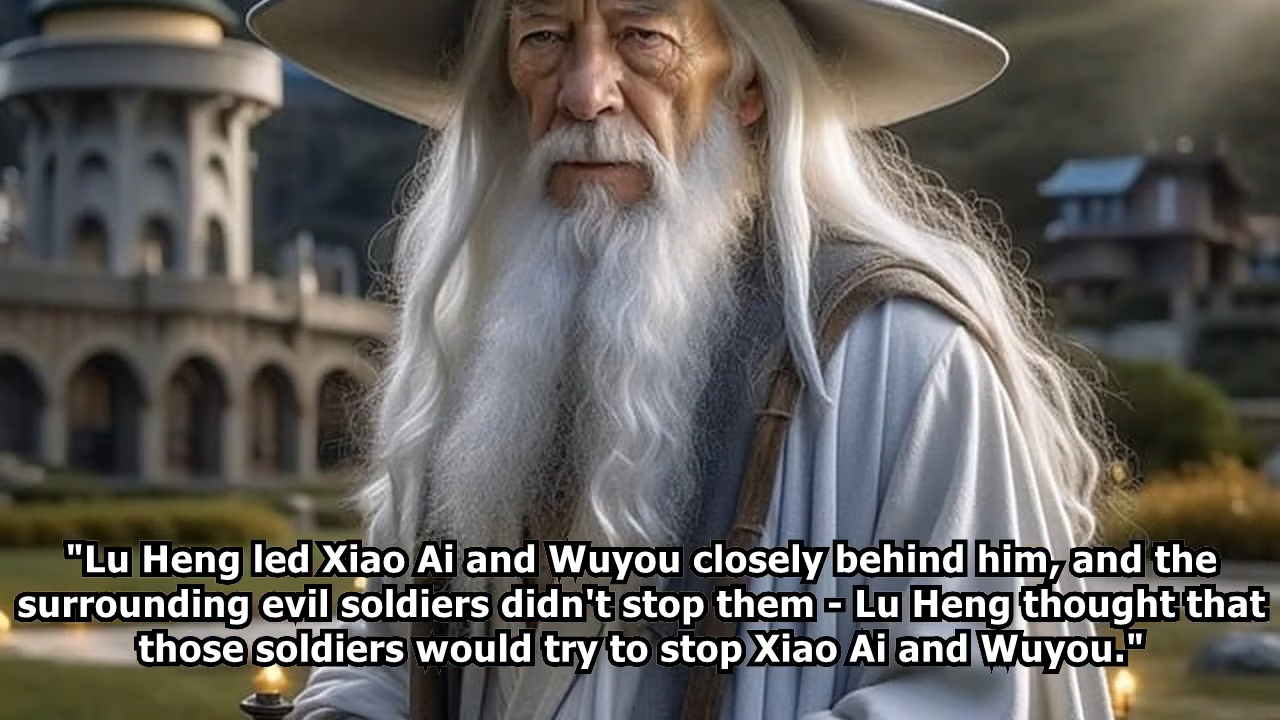 "Lu Heng led Xiao Ai and Wuyou closely behind him, and the
surrounding evil soldiers didn't stop them - Lu Heng thought that
those soldiers would try to stop Xiao Ai and Wuyou."